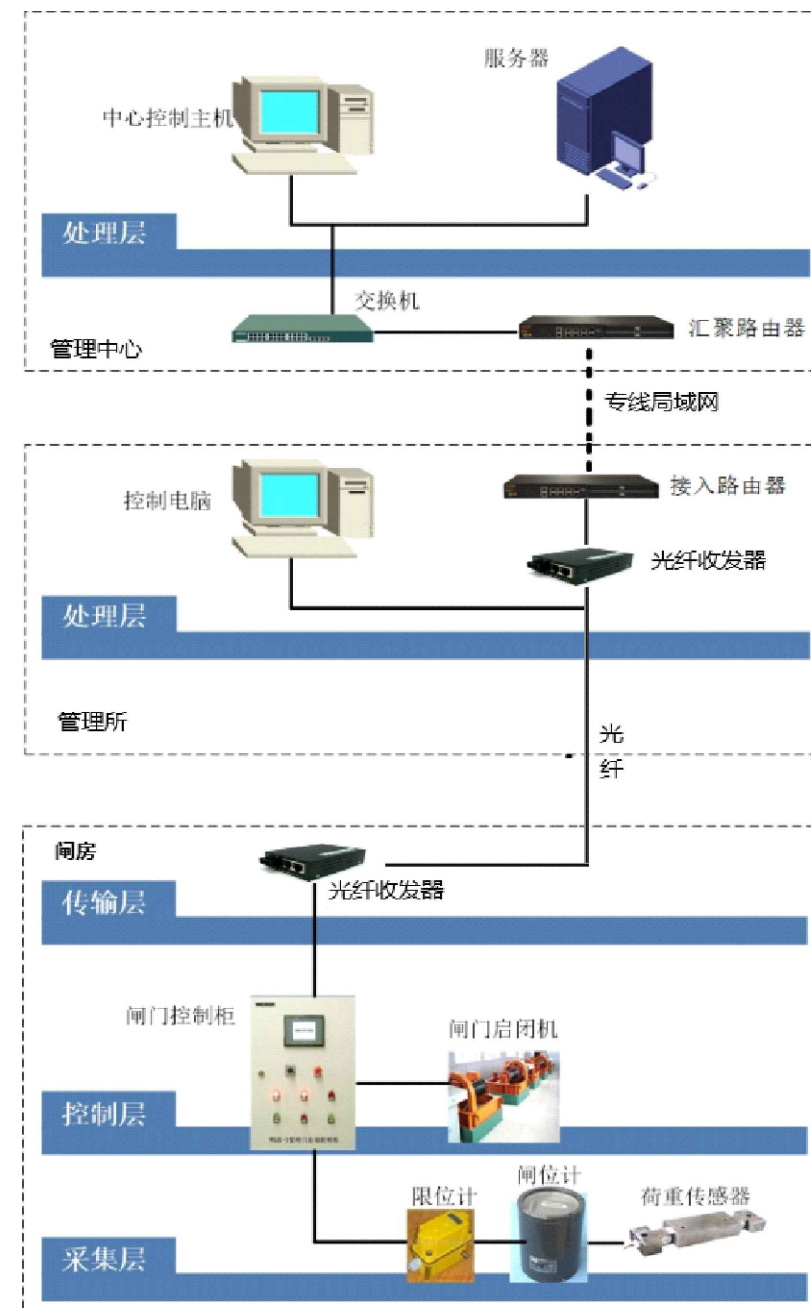 服务器
中心控制主机
处理层
交换机
汇聚路由器
管理中心
专线局域网
控制电脑
接入路由器
光纤收发器
处理层
管理所
光
纤
闸房
光纤收发器
传输层
闸门控制柜
闸门启闭机
控制层
闸位计
限位计
荷重传感器
采集层